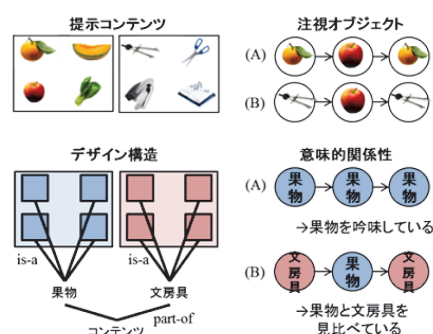 提示コンテンツ
注視オブジェクト
(A)
(B)
デザイン構造
is-a
is-a
果物
文房具
part-of
コンテンツ
意味的関係性
(A)
果物
果物
果物
→果物を吟味している
(B)
文房具
果物
文房具
→果物と文房具を
見比べている